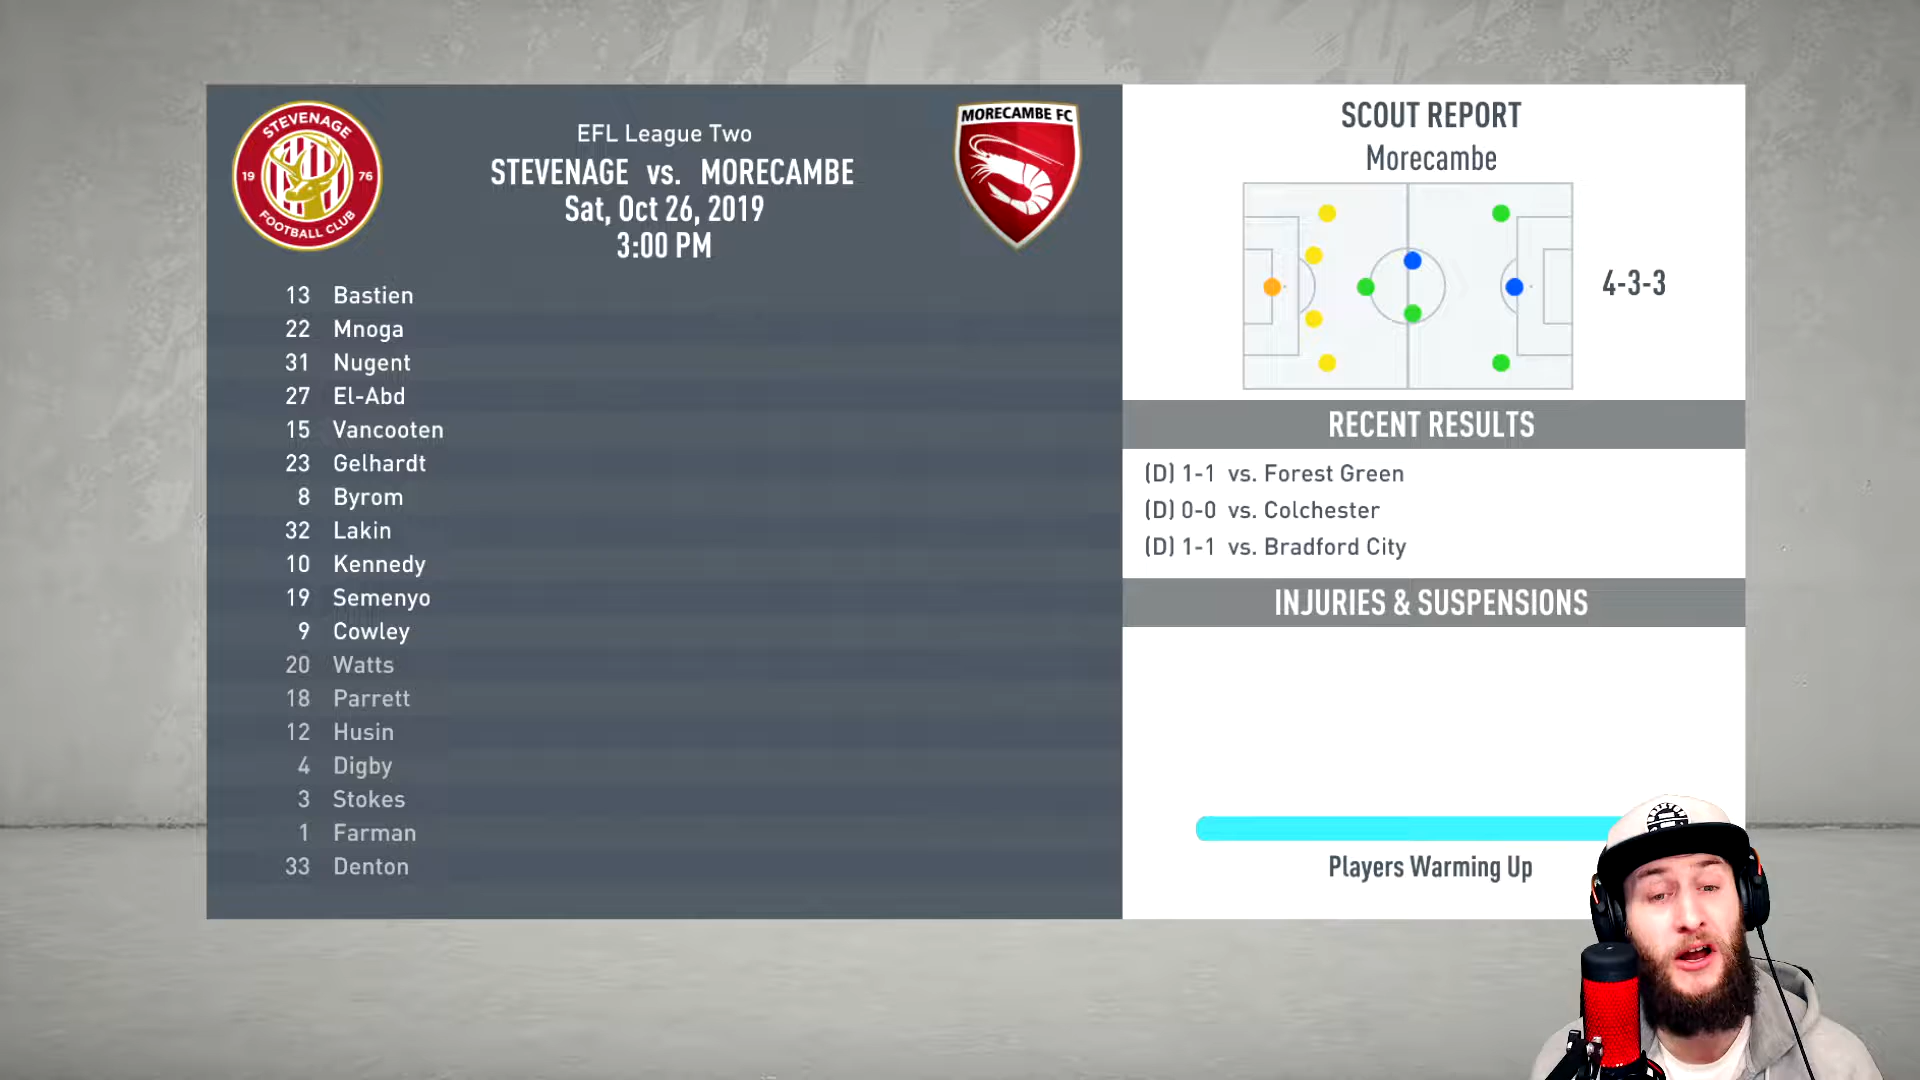 STEVENAGE
19 76
FOOTBALL CLUB
EFL League Two
STEVENAGE vs. MORECAMBE
Sat, Oct 26, 2019
3:00 PM
MORECAMBE FC
13 Bastien
22 Mnoga
31 Nugent
27 El-Abd
15 Vancooten
23 Gelhardt
8 Byrom
32 Lakin
10 Kennedy
19 Semenyo
9 Cowley
20 Watts
18 Parrett
12 Husin
4 Digby
3 Stokes
1 Farman
33 Denton
SCOUT REPORT
Morecambe
4-3-3
RECENT RESULTS
(D) 1-1 vs. Forest Green
(D) 0-0 vs. Colchester
(D) 1-1 vs. Bradford City
INJURIES & SUSPENSIONS
Players Warming Up